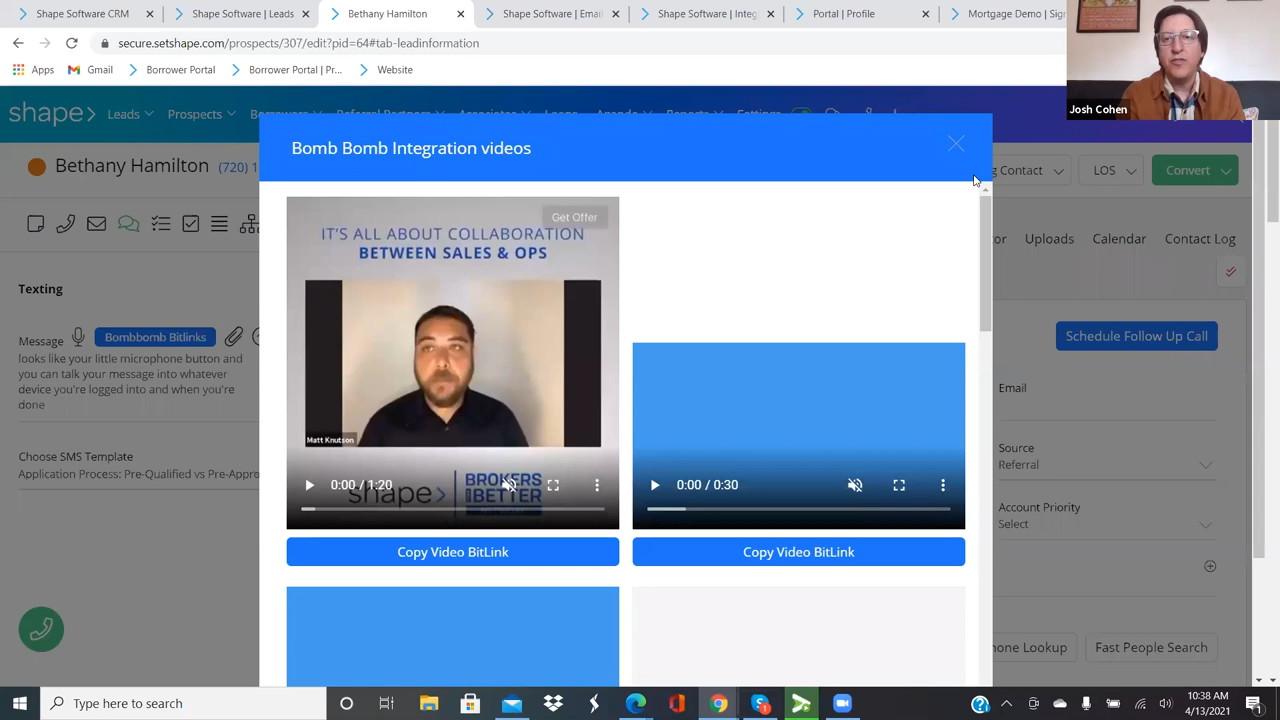 Shape Software CRM
Shape Software | Leads
Bethany Hamilton
Shape Software | Email
Shape Software | Integ
Profile
Mortgage Demo | Sig
secure.setshape.com/prospects/307/edit?pid=64#tab-leadinformation
Apps
Gmail
Borrower Portal
Borrower Portal | Pr...
Website
Josh Cohen
shape
Leads
Prospects
Settings
Bomb Bomb Integration videos
Bethany Hamilton (720) 1
g Contact
LOS
Convert
Get Offer
IT'S ALL ABOUT COLLABORATION
BETWEEN SALES & OPS
or
Uploads
Calendar
Contact Log
Texting
Message
Bombbomb Bitlinks
looks like your little microphone button and
you can talk your message into whatever
device you're logged into and when you're
done
Schedule Follow Up Call
Email
Matt Knutson
Choose SMS Template
Application Process: Pre-Qualified vs Pre-Appro
Source
Referral
0:00 / 1:20
shape
BROKERS
BETTER
0:00 / 0:30
Account Priority
Select
Copy Video BitLink
Copy Video BitLink
one Lookup
Fast People Search
Type here to search
10:38 AM
4/13/2021